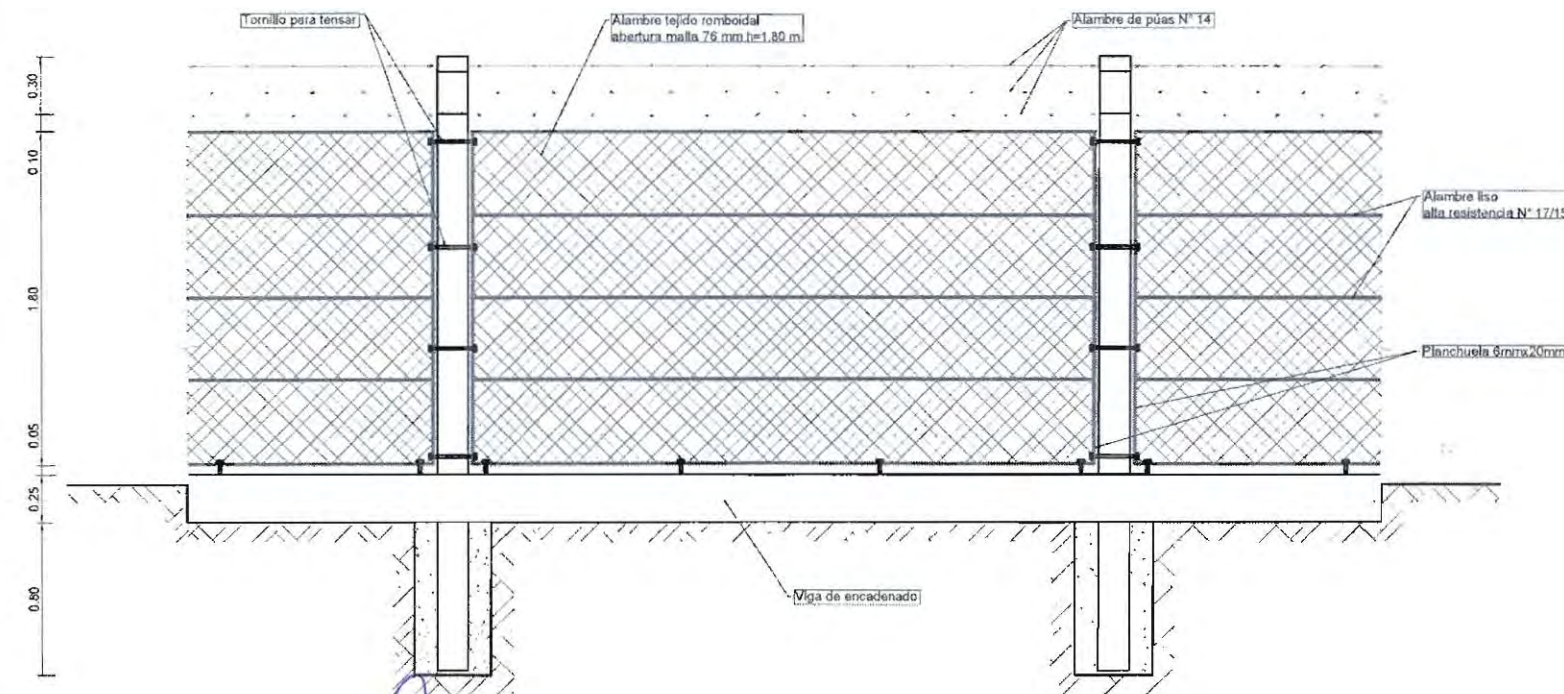 Tornillo para tensar
Alambre tejido romboidal
abertura malla 76 mm h=1.80 m
Alambre de púas N° 14
0.30
0.10
Alambre liso
alta resistencia N° 17/15
1.80
Planchuela 6mmx20mm
0.05
0.25
0.80
Viga de encadenado